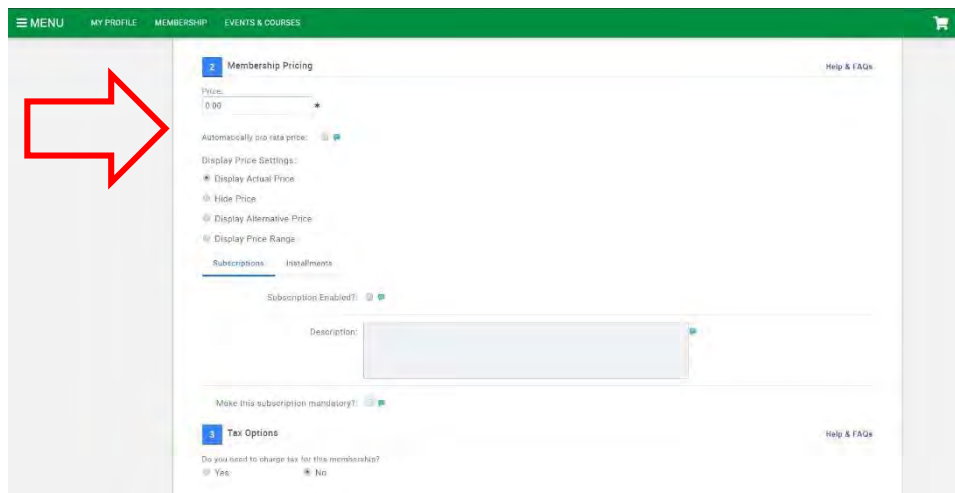 MENU MY PROFILE MEMBERSHIP EVENTS & COURSES
2 Membership Pricing Help & FAQs
Price:
0.00 *
Automatically pro rata price:
Display Price Settings:
Display Actual Price
Hide Price
Display Alternative Price
Display Price Range
Subscriptions Installments
Subscription Enabled?:
Description:
Make this subscription mandatory?:
3 Tax Options Help & FAQs
Do you need to charge tax for this membership?
Yes No